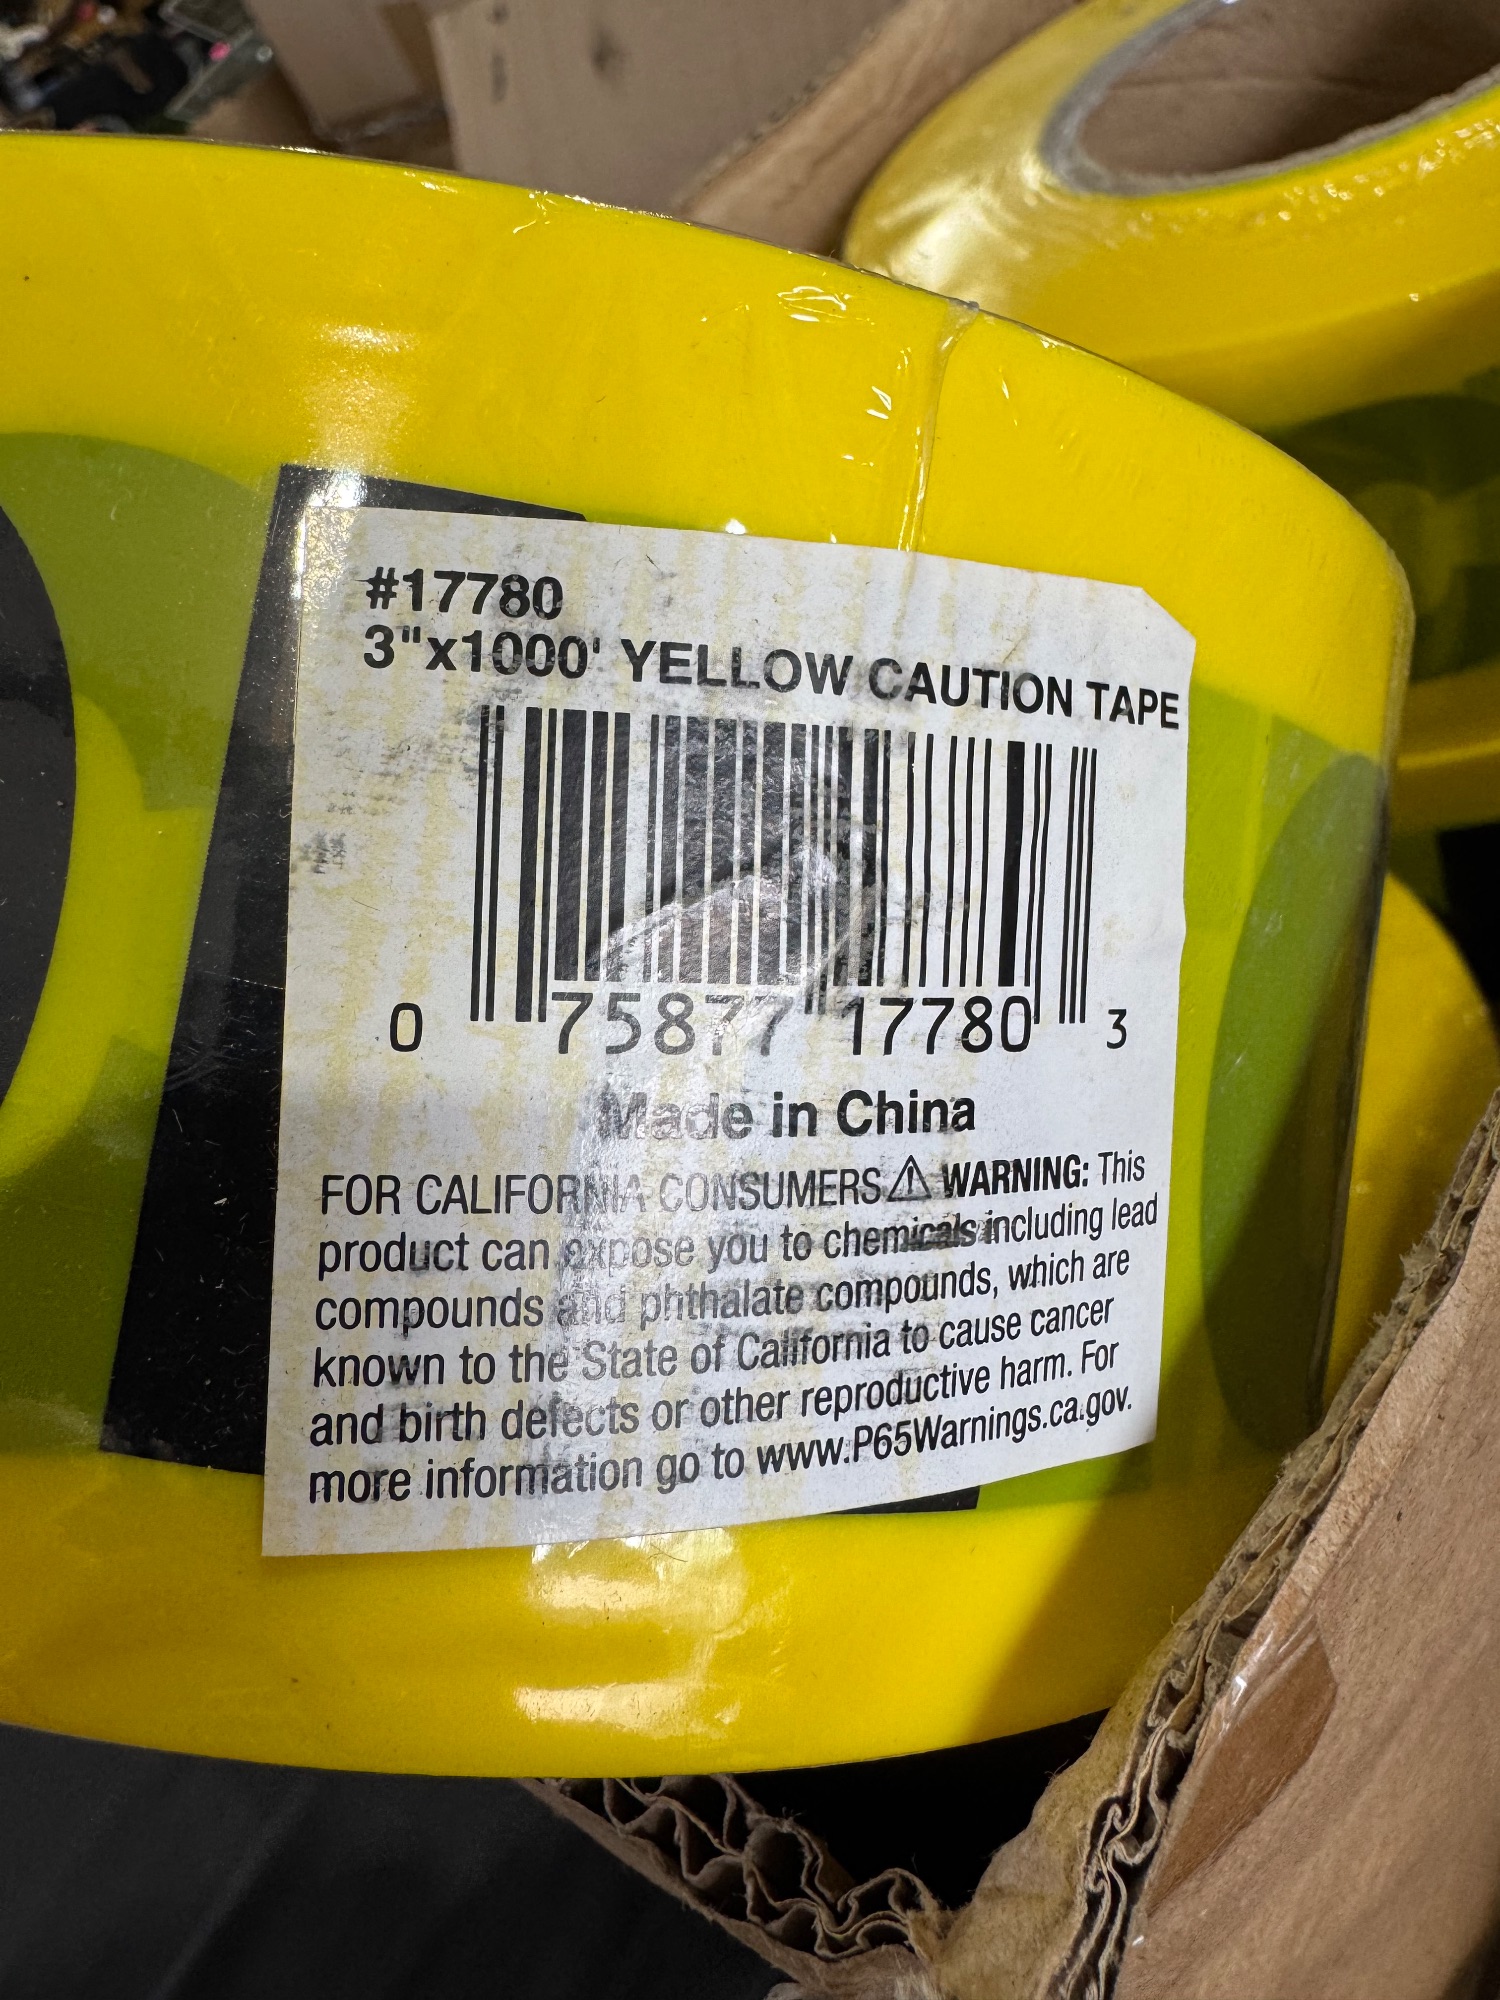 #17780
3"x1000' YELLOW CAUTION TAPE
0 75877 17780 3
Made in China
FOR CALIFORNIA CONSUMERS ⚠ WARNING: This
product can expose you to chemicals including lead
compounds and phthalate compounds, which are
known to the State of California to cause cancer
and birth defects or other reproductive harm. For
more information go to www.P65Warnings.ca.gov.